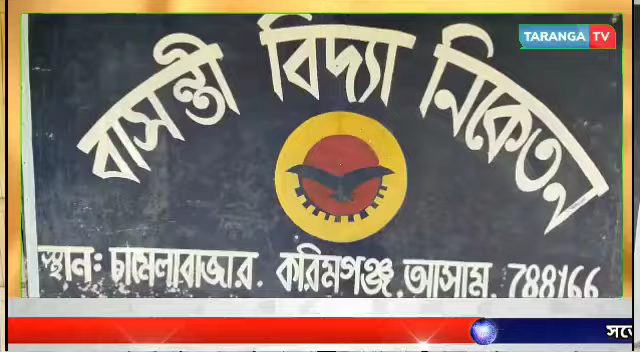 TARANGA TV
বাসন্তী বিদ্যা নিকেতন
স্থান: চামেলাবাজার. করিমগঞ্জ, আসাম. 788166